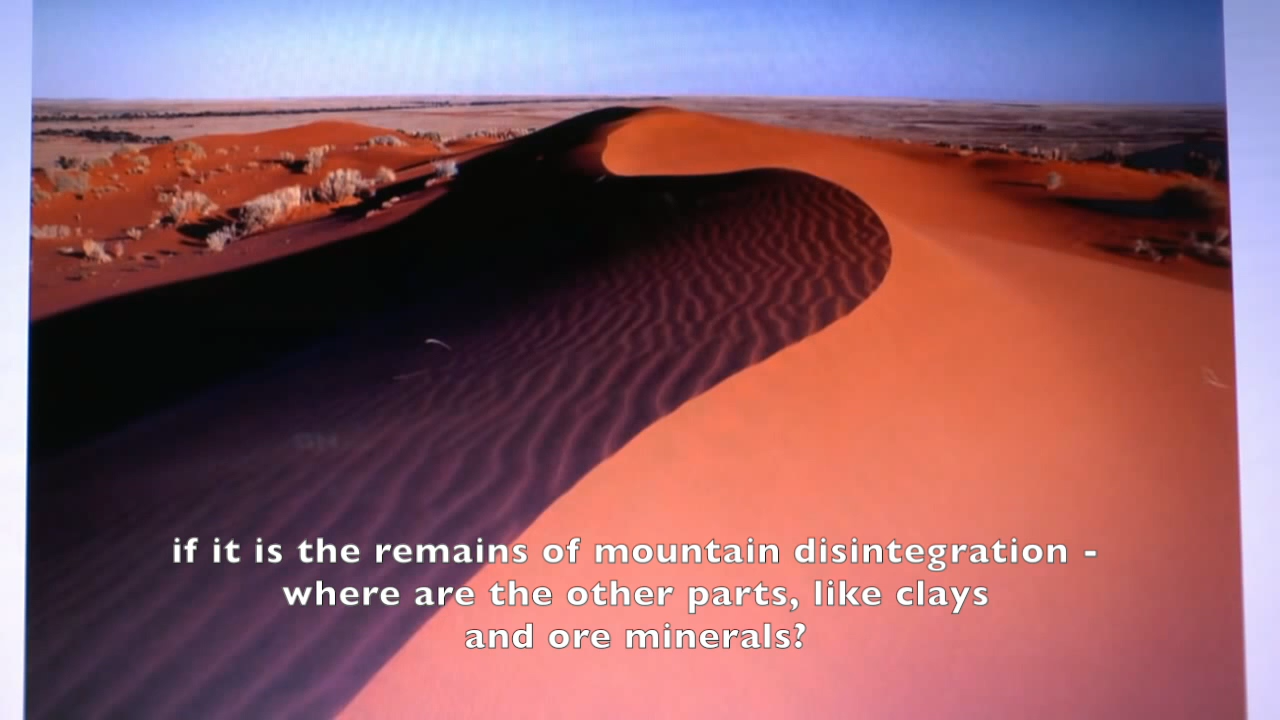 if it is the remains of mountain disintegration -
where are the other parts, like clays
and ore minerals?